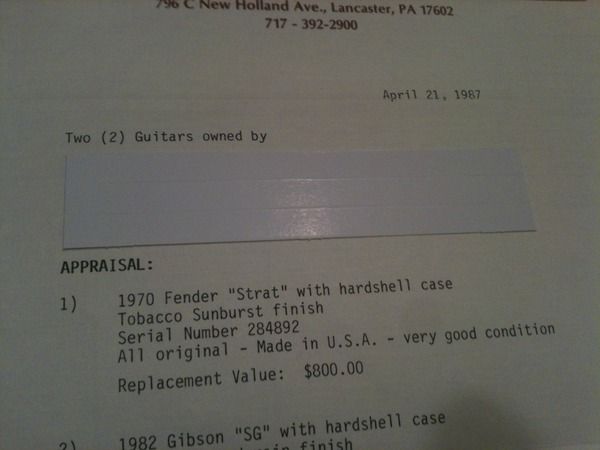 796 C New Holland Ave., Lancaster, PA 17602
717 - 392-2900
April 21, 1987
Two (2) Guitars owned by
APPRAISAL:
1) 1970 Fender "Strat" with hardshell case
Tobacco Sunburst finish
Serial Number 284892
All original - Made in U.S.A. - very good condition
Replacement Value: $800.00
2) 1982 Gibson "SG" with hardshell case
finish